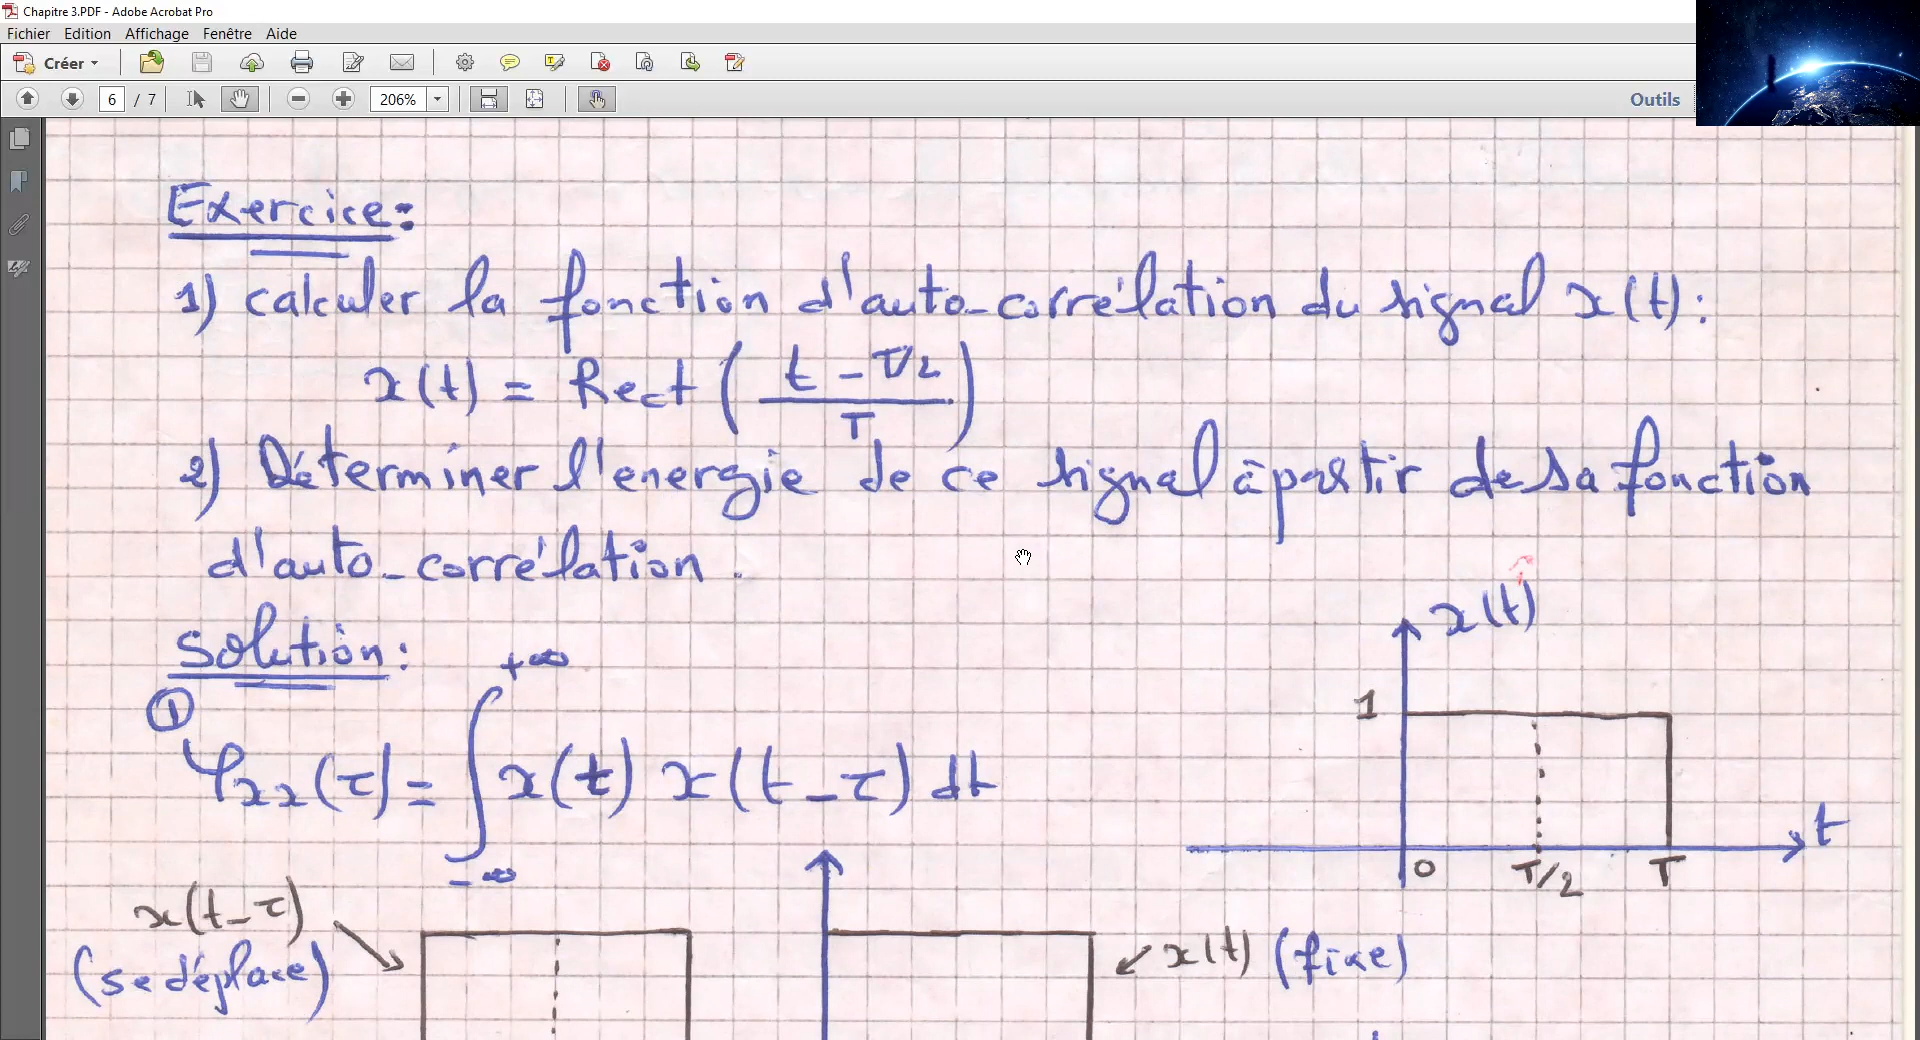 Chapitre 3.PDF - Adobe Acrobat Pro
Fichier Edition Affichage Fenêtre Aide
Créer
6 / 7 206% Outils
Exercice:
1) calculer la fonction d'auto-corrélation du signal x(t):
x(t) = Rect ( (t - T/2) / T )
2) Déterminer l'energie de ce signal à partir de sa fonction
d'auto-corrélation.
solution:
①
φxx(τ) = ∫ -∞ +∞ x(t) x(t-τ) dt
x(t)
1
0 T/2 T t
x(t-τ)
(se déplace)
x(t) (fixe)